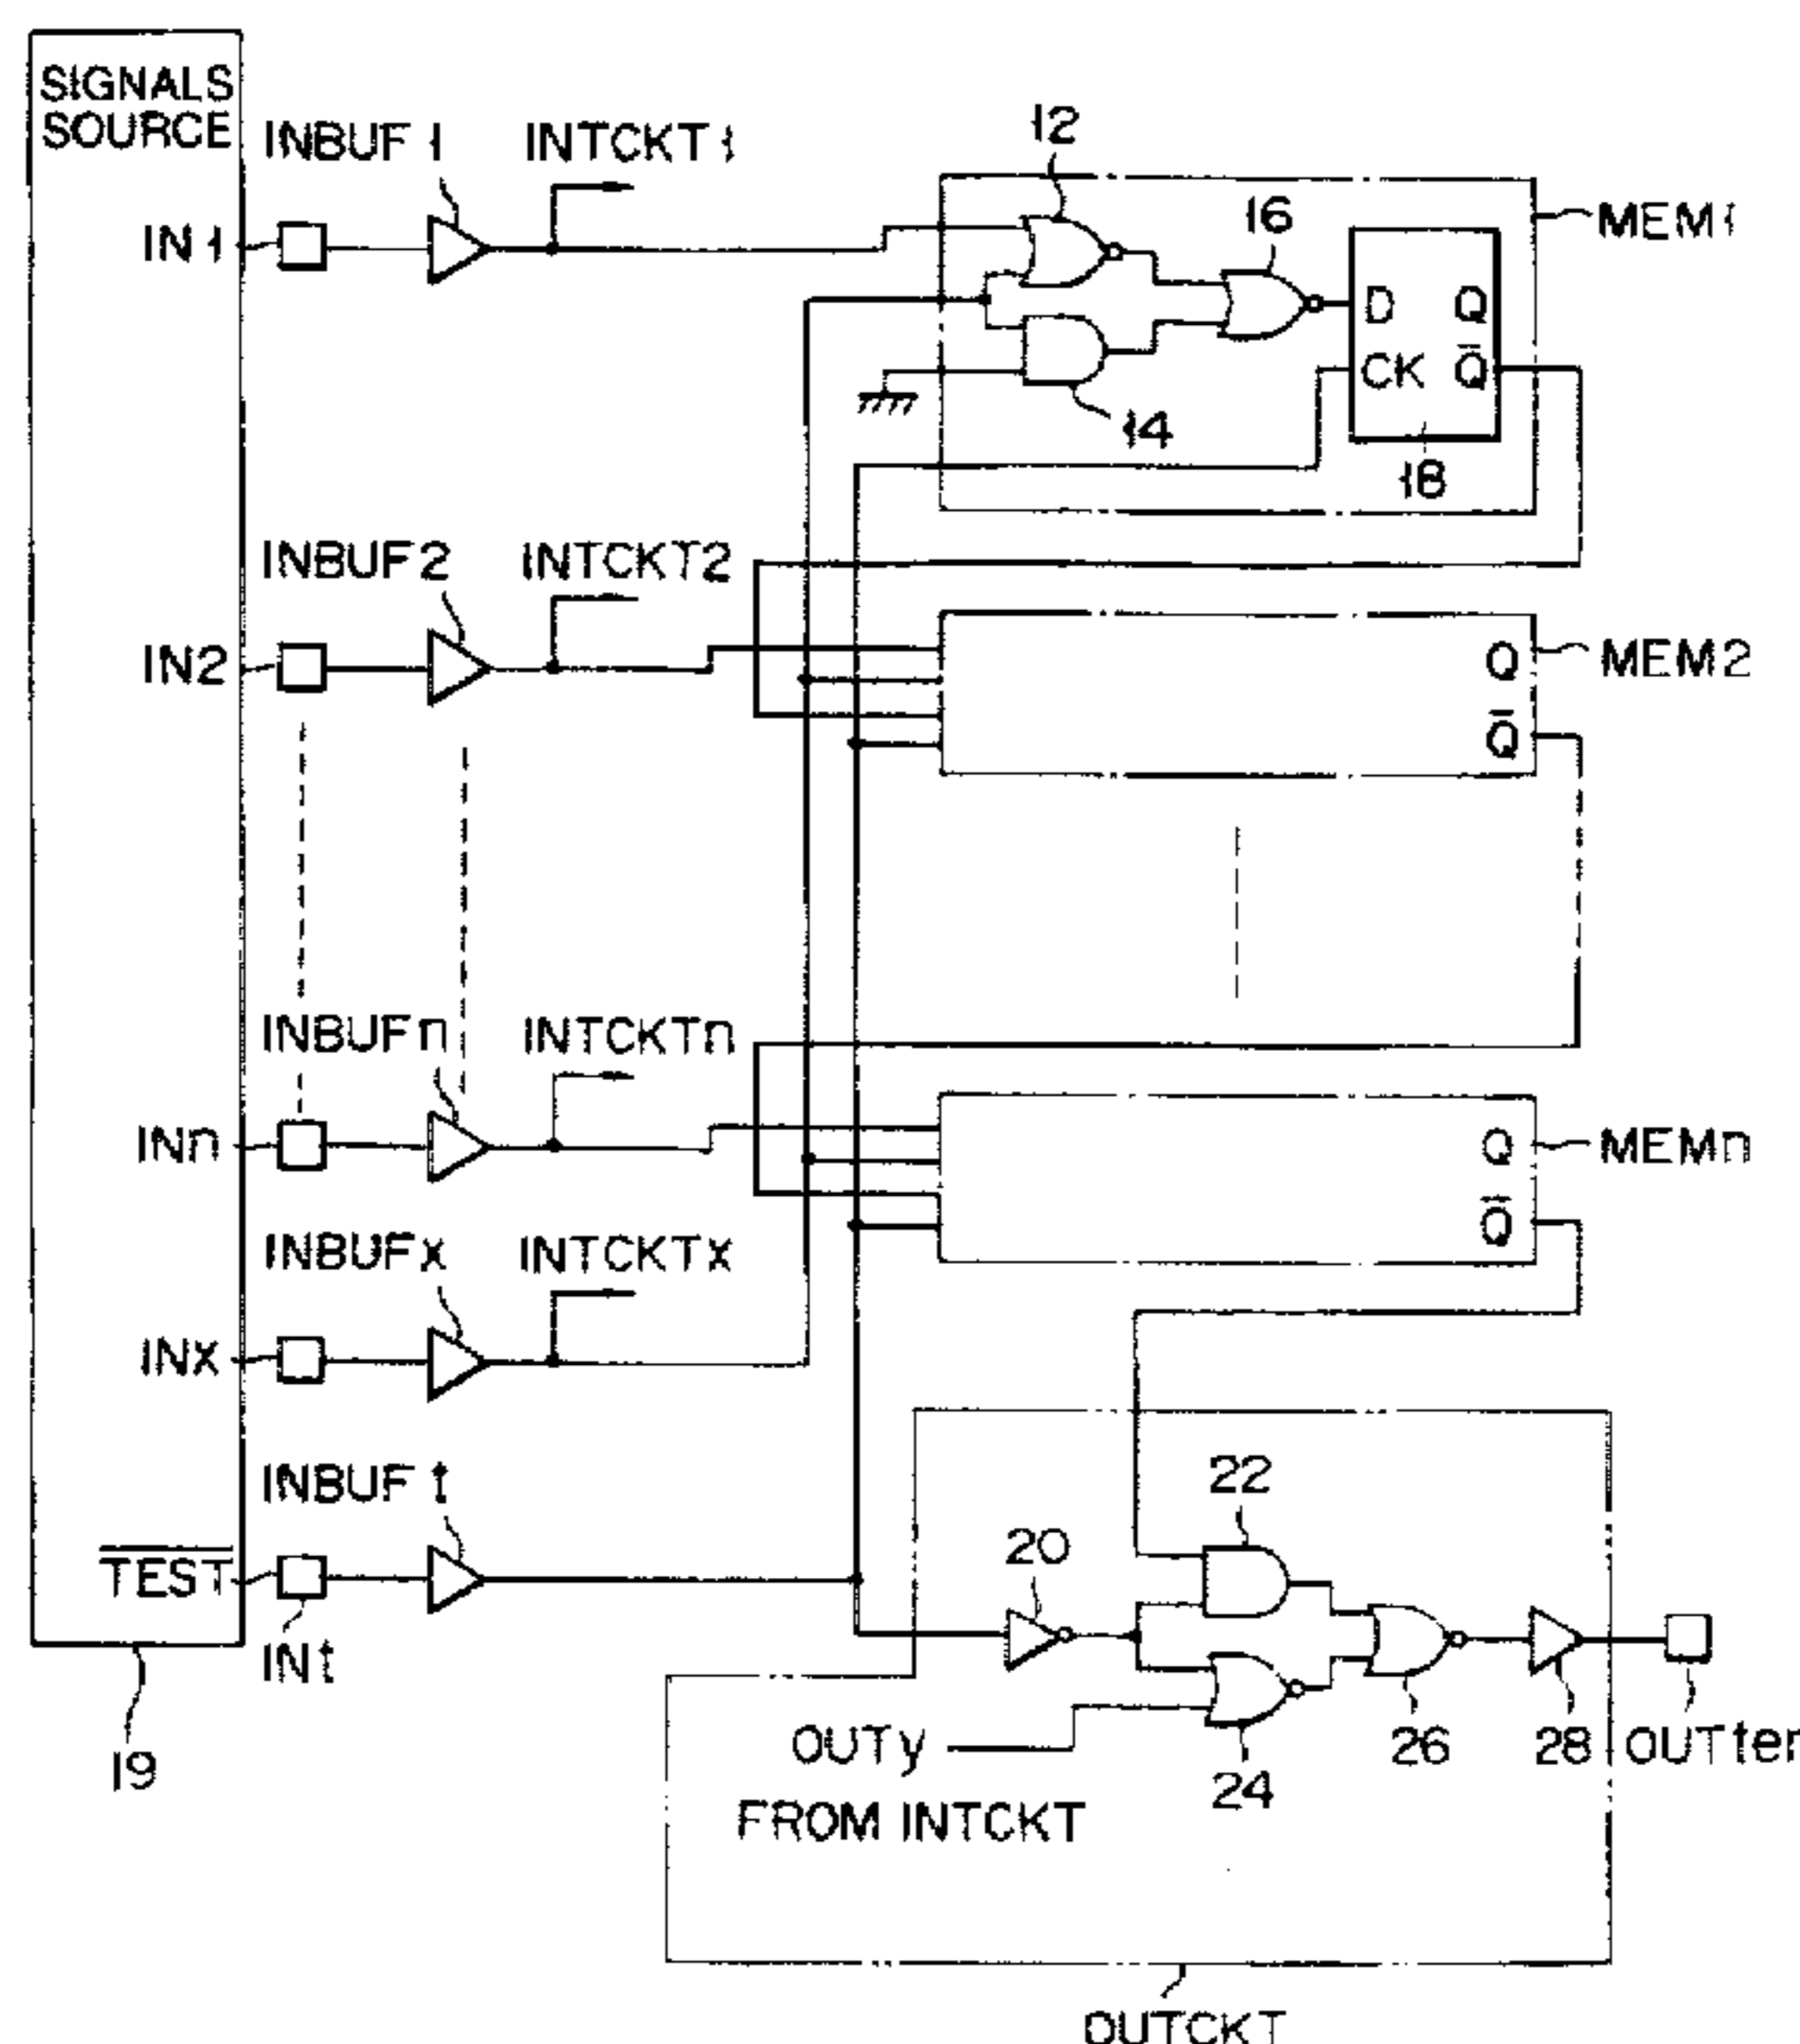 SIGNALS
SOURCE
INBUF1
INTCKT1
12
16
MEM1
IN1
D
Q
CK
Q̅
14
18
INBUF2
INTCKT2
IN2
Q
MEM2
Q̅
INBUFn
INTCKTn
INn
Q
MEMn
Q̅
INBUFx
INTCKTx
INx
INBUFt
22
20
T̅E̅S̅T̅
INt
OUTy
26
28
OUTter
19
24
FROM INTCKT
OUTCKT